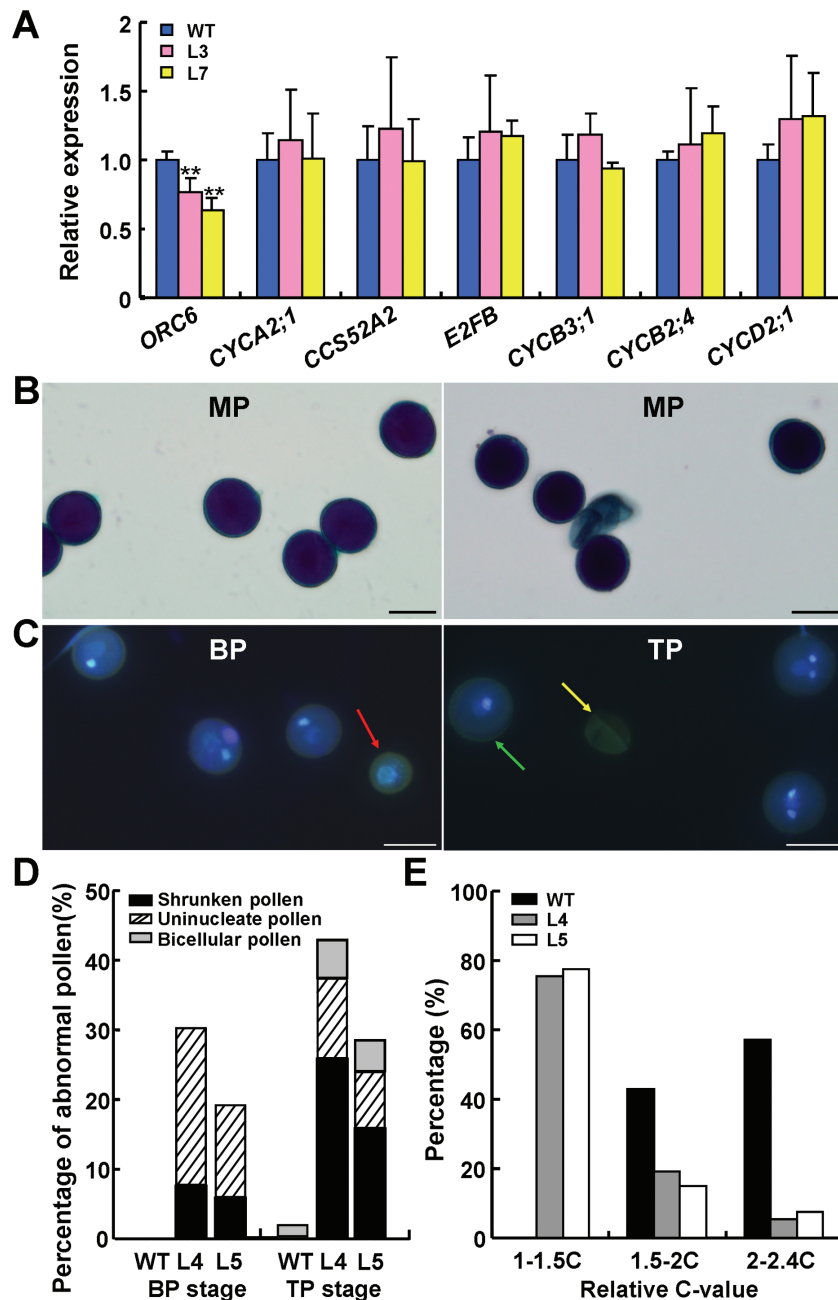 A
Relative expression
2
1.5
1.0
0.5
0
WT
L3
L7
**
**
ORC6
CYCA2;1
CCS52A2
E2FB
CYCB3;1
CYCB2;4
CYCD2;1
B
MP
MP
C
BP
TP
D
Percentage of abnormal pollen(%)
50
40
30
20
10
0
Shrunken pollen
Uninucleate pollen
Bicellular pollen
WT L4 L5 WT L4 L5
BP stage TP stage
E
Percentage (%)
100
80
60
40
20
0
WT
L4
L5
1-1.5C 1.5-2C 2-2.4C
Relative C-value